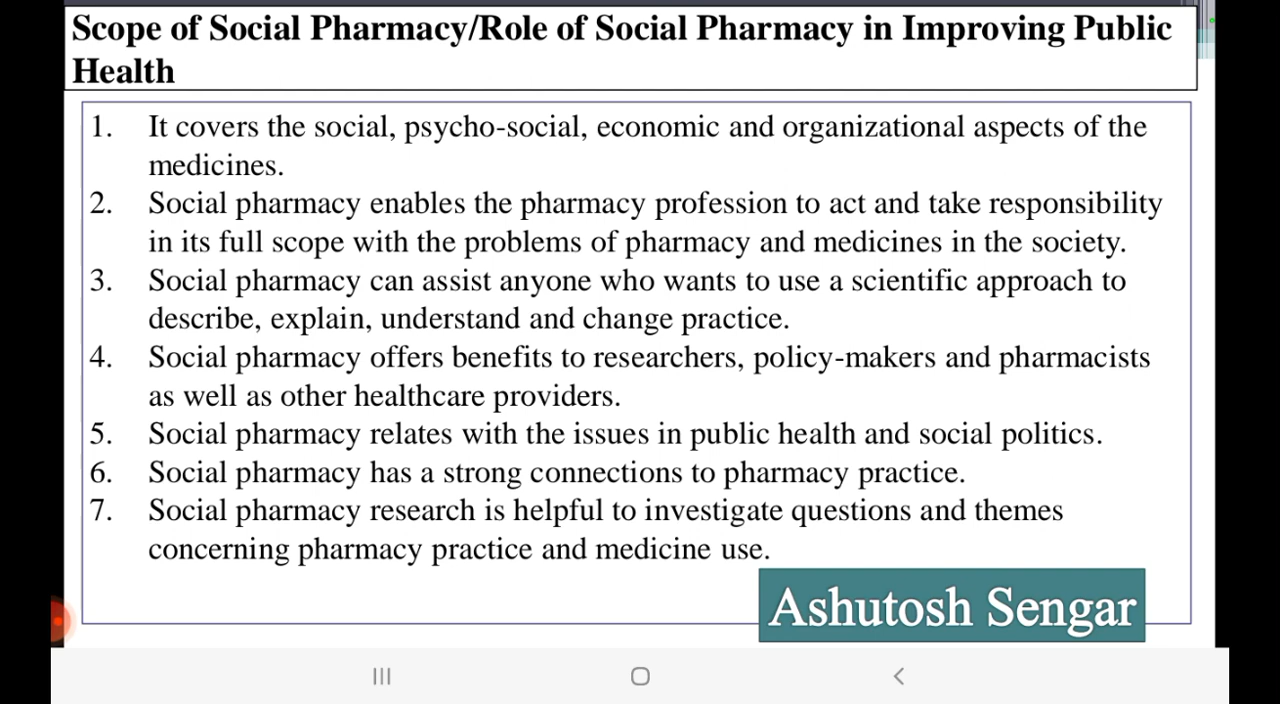 Scope of Social Pharmacy/Role of Social Pharmacy in Improving Public
Health
1. It covers the social, psycho-social, economic and organizational aspects of the
medicines.
2. Social pharmacy enables the pharmacy profession to act and take responsibility
in its full scope with the problems of pharmacy and medicines in the society.
3. Social pharmacy can assist anyone who wants to use a scientific approach to
describe, explain, understand and change practice.
4. Social pharmacy offers benefits to researchers, policy-makers and pharmacists
as well as other healthcare providers.
5. Social pharmacy relates with the issues in public health and social politics.
6. Social pharmacy has a strong connections to pharmacy practice.
7. Social pharmacy research is helpful to investigate questions and themes
concerning pharmacy practice and medicine use.
Ashutosh Sengar